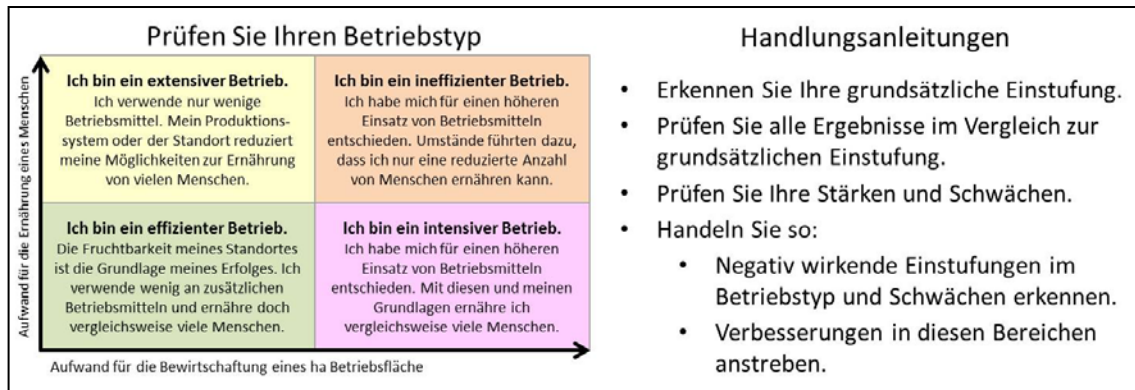 Prüfen Sie Ihren Betriebstyp
Aufwand für die Ernährung eines Menschen
Ich bin ein extensiver Betrieb.
Ich verwende nur wenige
Betriebsmittel. Mein Produktions-
system oder der Standort reduziert
meine Möglichkeiten zur Ernährung
von vielen Menschen.
Ich bin ein ineffizienter Betrieb.
Ich habe mich für einen höheren
Einsatz von Betriebsmitteln
entschieden. Umstände führten dazu,
dass ich nur eine reduzierte Anzahl
von Menschen ernähren kann.
Ich bin ein effizienter Betrieb.
Die Fruchtbarkeit meines Standortes
ist die Grundlage meines Erfolges. Ich
verwende wenig an zusätzlichen
Betriebsmitteln und ernähre doch
vergleichsweise viele Menschen.
Ich bin ein intensiver Betrieb.
Ich habe mich für einen höheren
Einsatz von Betriebsmitteln
entschieden. Mit diesen und meinen
Grundlagen ernähre ich
vergleichsweise viele Menschen.
Aufwand für die Bewirtschaftung eines ha Betriebsfläche
Handlungsanleitungen
• Erkennen Sie Ihre grundsätzliche Einstufung.
• Prüfen Sie alle Ergebnisse im Vergleich zur
grundsätzlichen Einstufung.
• Prüfen Sie Ihre Stärken und Schwächen.
• Handeln Sie so:
• Negativ wirkende Einstufungen im
Betriebstyp und Schwächen erkennen.
• Verbesserungen in diesen Bereichen
anstreben.